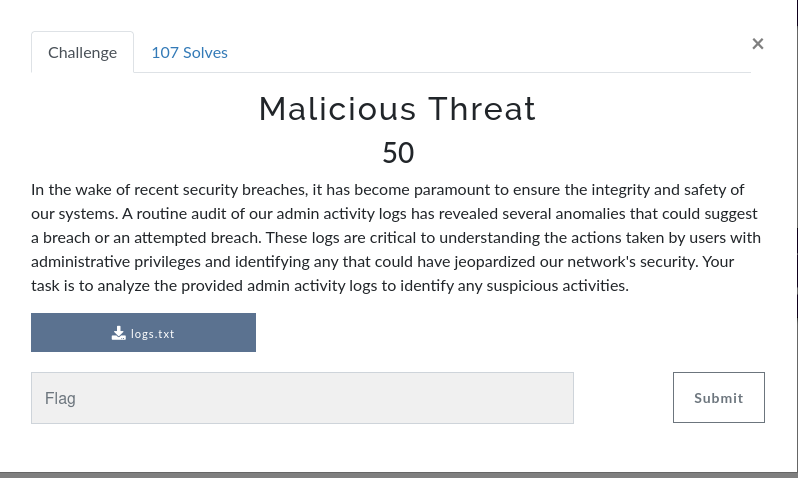 Challenge
107 Solves
×
Malicious Threat
50
In the wake of recent security breaches, it has become paramount to ensure the integrity and safety of
our systems. A routine audit of our admin activity logs has revealed several anomalies that could suggest
a breach or an attempted breach. These logs are critical to understanding the actions taken by users with
administrative privileges and identifying any that could have jeopardized our network's security. Your
task is to analyze the provided admin activity logs to identify any suspicious activities.
logs.txt
Flag
Submit